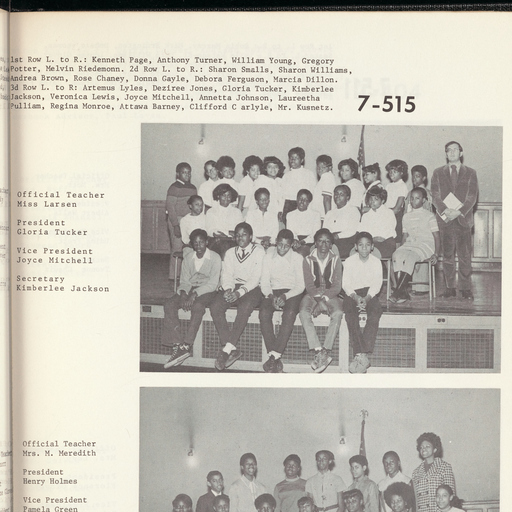 1st Row L. to R.: Kenneth Page, Anthony Turner, William Young, Gregory
Potter, Melvin Riedemonn. 2d Row L. to R.: Sharon Smalls, Sharon Williams,
Andrea Brown, Rose Chaney, Donna Gayle, Debora Ferguson, Marcia Dillon.
3d Row L. to R: Artemus Lyles, Deziree Jones, Gloria Tucker, Kimberlee
Jackson, Veronica Lewis, Joyce Mitchell, Annetta Johnson, Laureetha
Pulliam, Regina Monroe, Attawa Barney, Clifford C arlyle, Mr. Kusnetz.
7-515
Official Teacher
Miss Larsen
President
Gloria Tucker
Vice President
Joyce Mitchell
Secretary
Kimberlee Jackson
Official Teacher
Mrs. M. Meredith
President
Henry Holmes
Vice President
Pamela Green